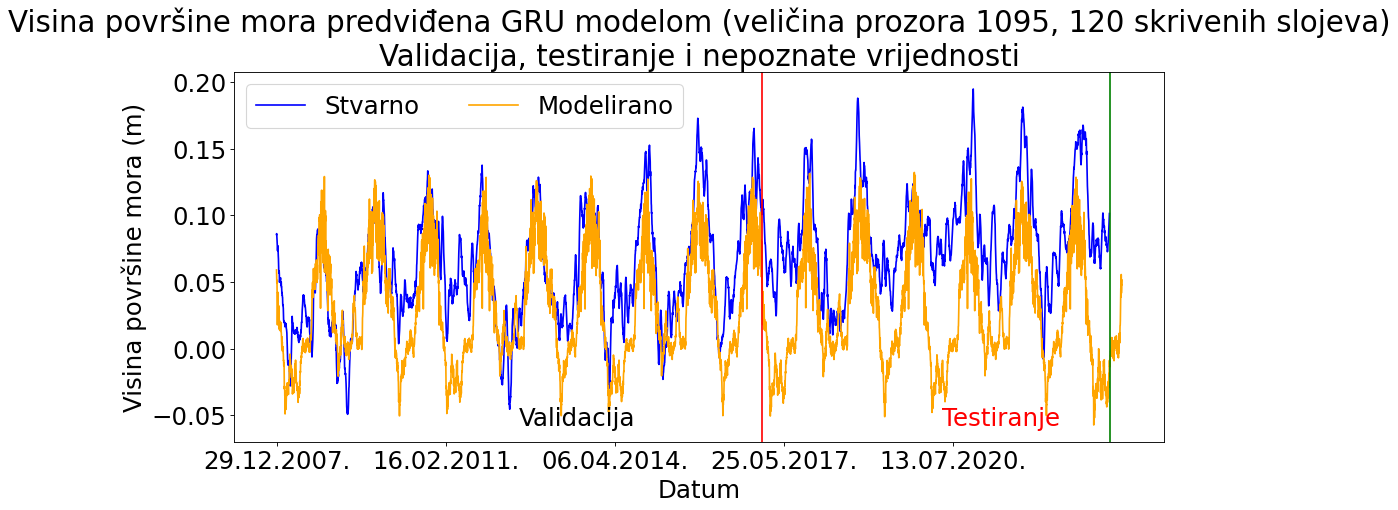 Visina površine mora predviđena GRU modelom (veličina prozora 1095, 120 skrivenih slojeva)
Validacija, testiranje i nepoznate vrijednosti
Stvarno
Modelirano
Visina površine mora (m)
0.20
0.15
0.10
0.05
0.00
−0.05
Validacija
Testiranje
29.12.2007.
16.02.2011.
06.04.2014.
25.05.2017.
13.07.2020.
Datum